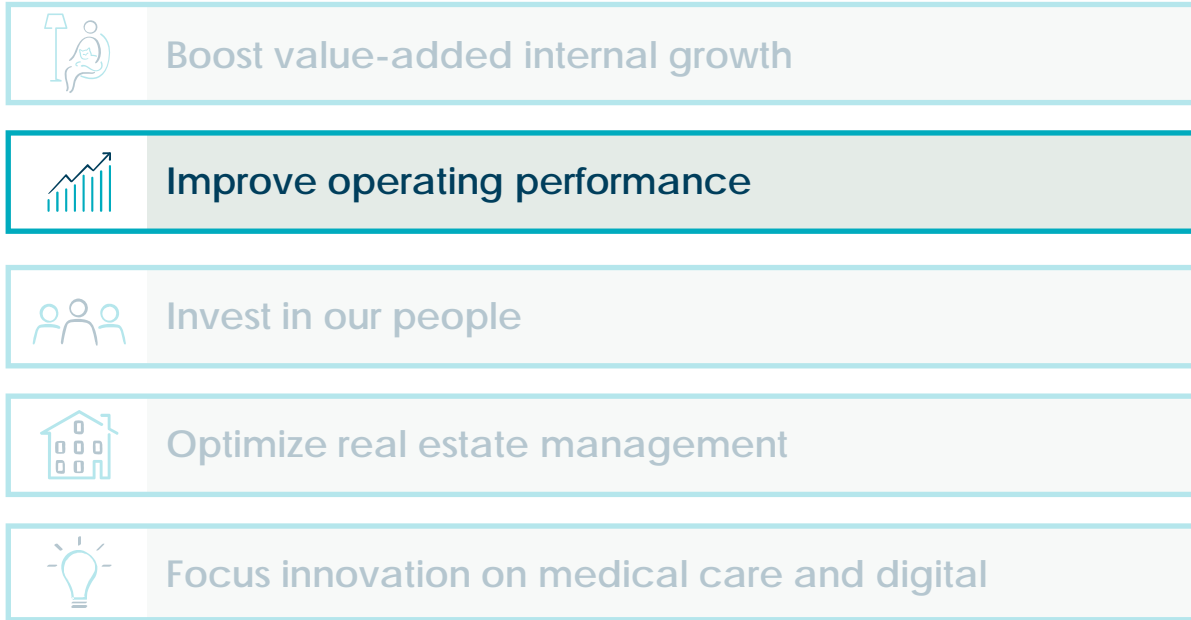 Boost value-added internal growth
Improve operating performance
Invest in our people
Optimize real estate management
Focus innovation on medical care and digital